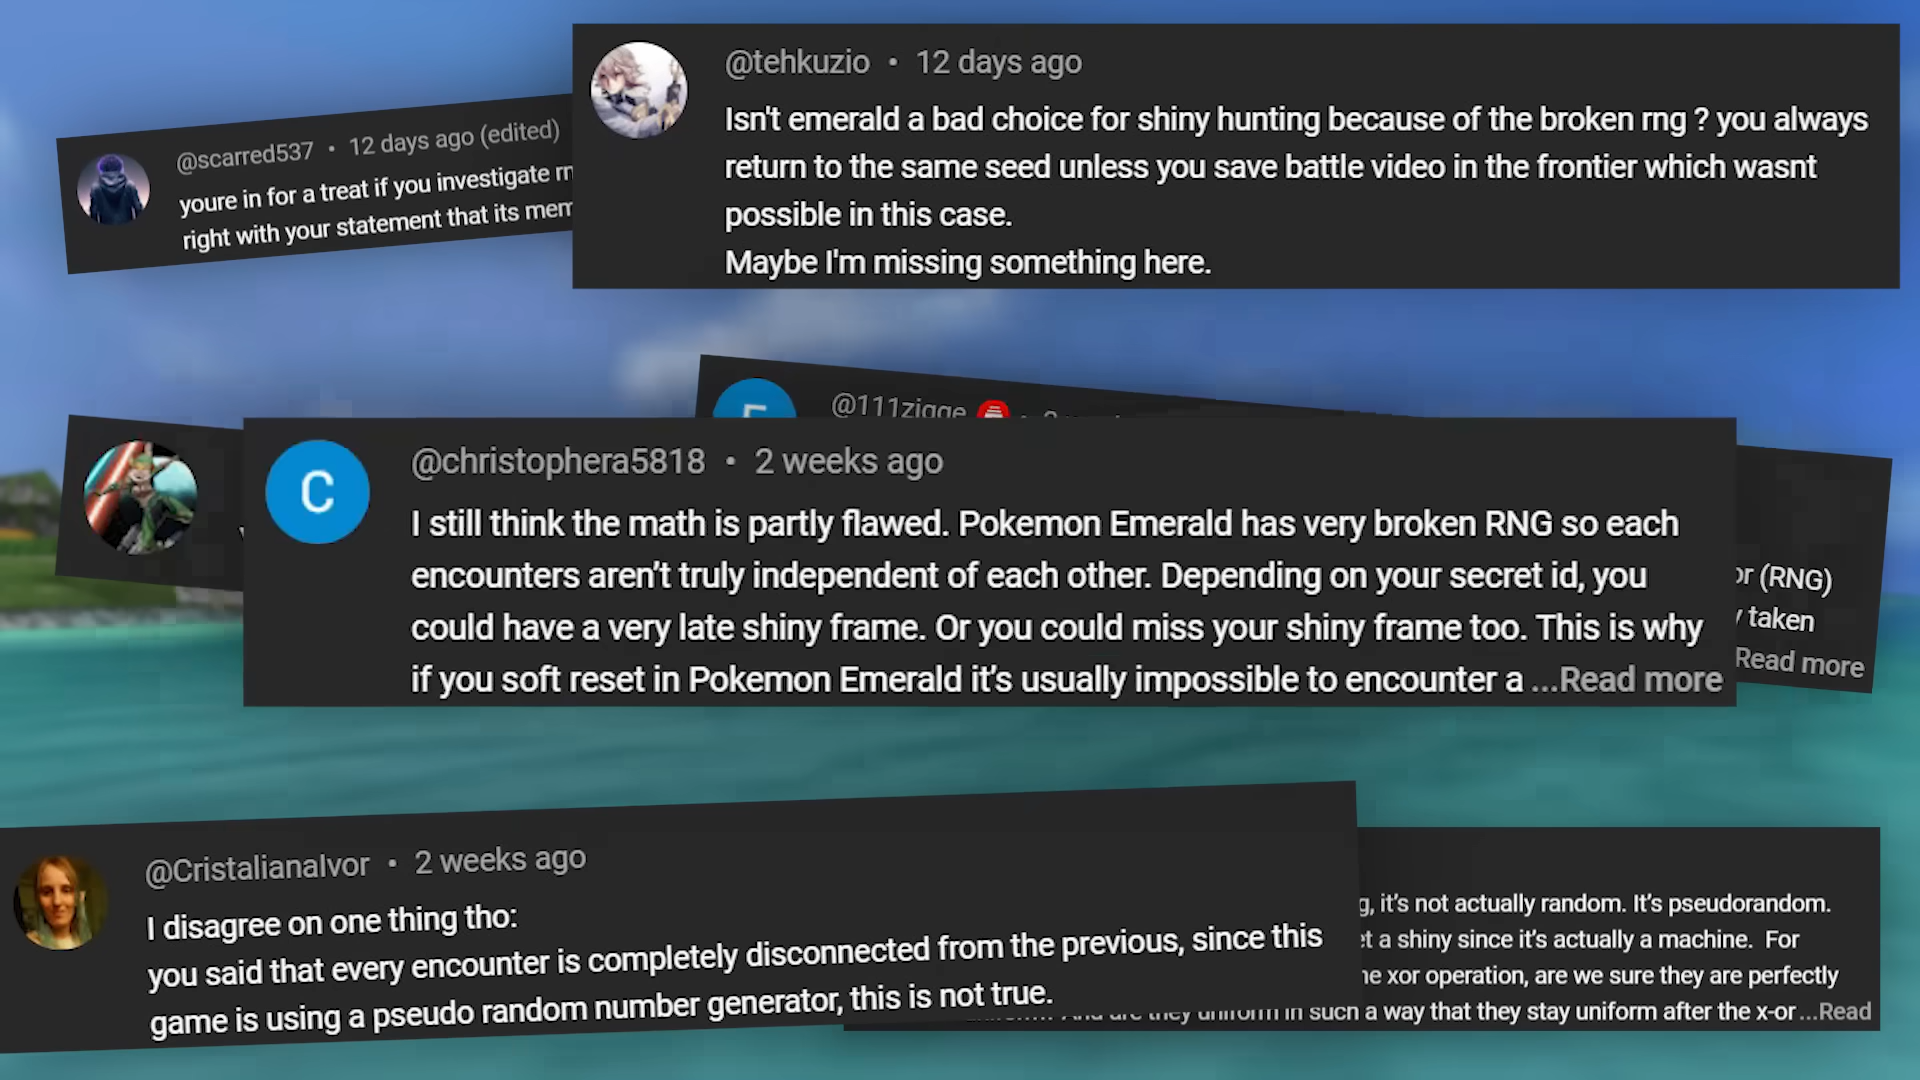 @scarred537 • 12 days ago (edited)
youre in for a treat if you investigate
right with your statement that its
@tehkuzio • 12 days ago
Isn't emerald a bad choice for shiny hunting because of the broken rng ? you always
return to the same seed unless you save battle video in the frontier which wasnt
possible in this case.
Maybe I'm missing something here.
@111zigge
or (RNG)
taken
Read more
C
@christophera5818 • 2 weeks ago
I still think the math is partly flawed. Pokemon Emerald has very broken RNG so each
encounters aren't truly independent of each other. Depending on your secret id, you
could have a very late shiny frame. Or you could miss your shiny frame too. This is why
if you soft reset in Pokemon Emerald it's usually impossible to encounter a ...Read more
@CristalianaIvor • 2 weeks ago
I disagree on one thing tho:
you said that every encounter is completely disconnected from the previous, since this
game is using a pseudo random number generator, this is not true.
, it's not actually random. It's pseudorandom.
a shiny since it's actually a machine. For
xor operation, are we sure they are perfectly
And are they uniform in such a way that they stay uniform after the x-or ...Read